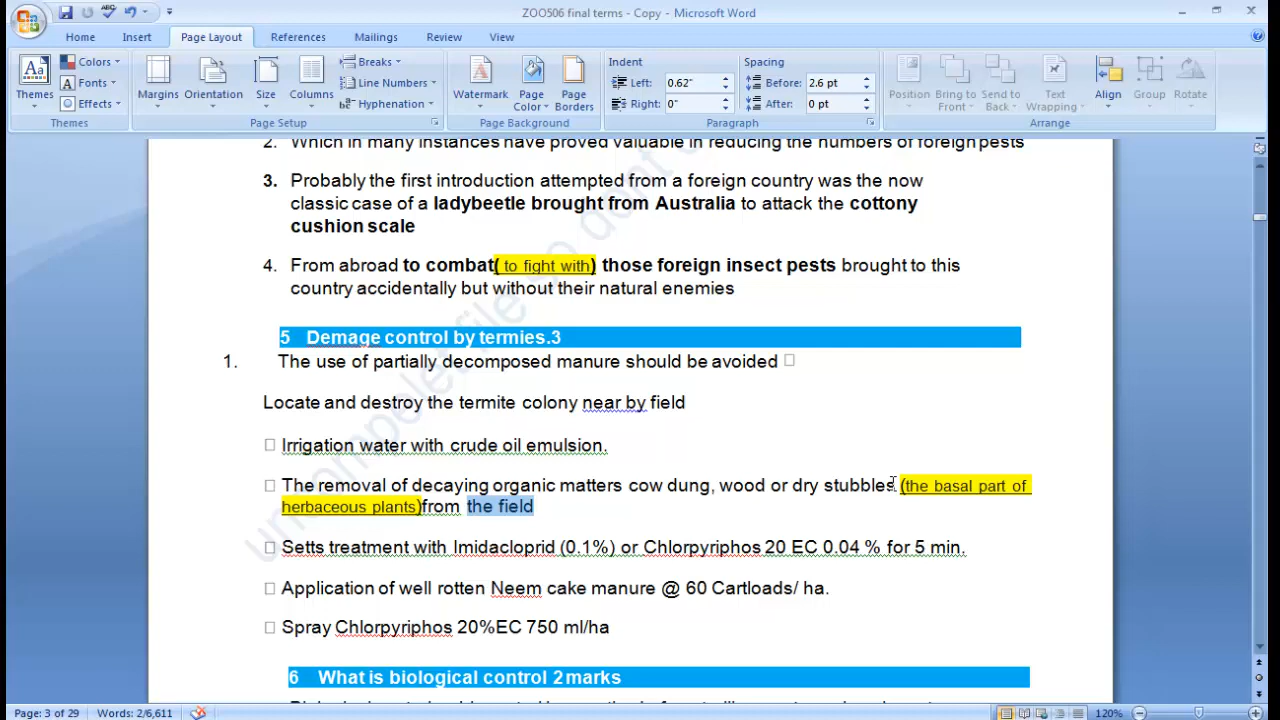 ZOO506 final terms - Copy - Microsoft Word
Home Insert Page Layout References Mailings Review View
Themes Colors Fonts Effects
Margins Orientation Size Columns Breaks Line Numbers Hyphenation
Watermark Page Color Page Borders
Indent Left: 0.62" Right: 0"
Spacing Before: 2.6 pt After: 0 pt
Position Bring to Front Send to Back Text Wrapping Align Group Rotate
Themes Page Setup Page Background Paragraph Arrange
2. Which in many instances have proved valuable in reducing the numbers of foreign pests
3. Probably the first introduction attempted from a foreign country was the now
classic case of a ladybeetle brought from Australia to attack the cottony
cushion scale
4. From abroad to combat( to fight with) those foreign insect pests brought to this
country accidentally but without their natural enemies
5 Demage control by termies.3
1. The use of partially decomposed manure should be avoided
Locate and destroy the termite colony near by field
Irrigation water with crude oil emulsion.
The removal of decaying organic matters cow dung, wood or dry stubbles (the basal part of
herbaceous plants)from the field
Setts treatment with Imidacloprid (0.1%) or Chlorpyriphos 20 EC 0.04 % for 5 min.
Application of well rotten Neem cake manure @ 60 Cartloads/ ha.
Spray Chlorpyriphos 20%EC 750 ml/ha
6 What is biological control 2marks
Page: 3 of 29 Words: 2/6,611 120%